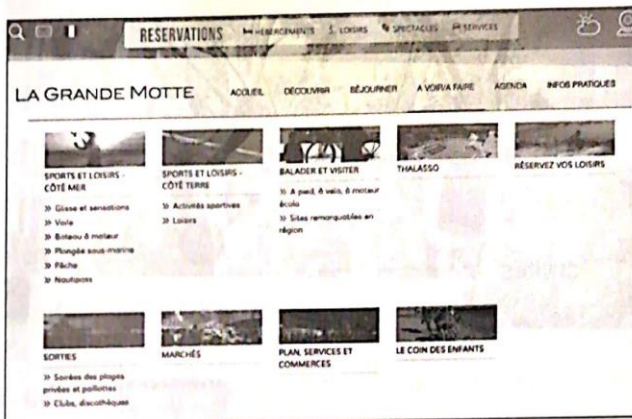 RESERVATIONS HÉBERGEMENTS LOISIRS SPECTACLES SERVICES
LA GRANDE MOTTE ACCUEIL DÉCOUVRIR SÉJOURNER A VOIR/A FAIRE AGENDA INFOS PRATIQUES
SPORTS ET LOISIRS -
CÔTÉ MER
» Glisse et sensations
» Voile
» Bateau à moteur
» Plongée sous-marine
» Pêche
» Nautipass
SPORTS ET LOISIRS -
CÔTÉ TERRE
» Activités sportives
» Loisirs
BALADER ET VISITER
» A pied, à vélo, à moteur
écolo
» Sites remarquables en
région
THALASSO
RÉSERVEZ VOS LOISIRS
SORTIES
» Soirées des plages
privées et paillottes
» Clubs, discothèques
MARCHÉS
PLAN, SERVICES ET
COMMERCES
LE COIN DES ENFANTS